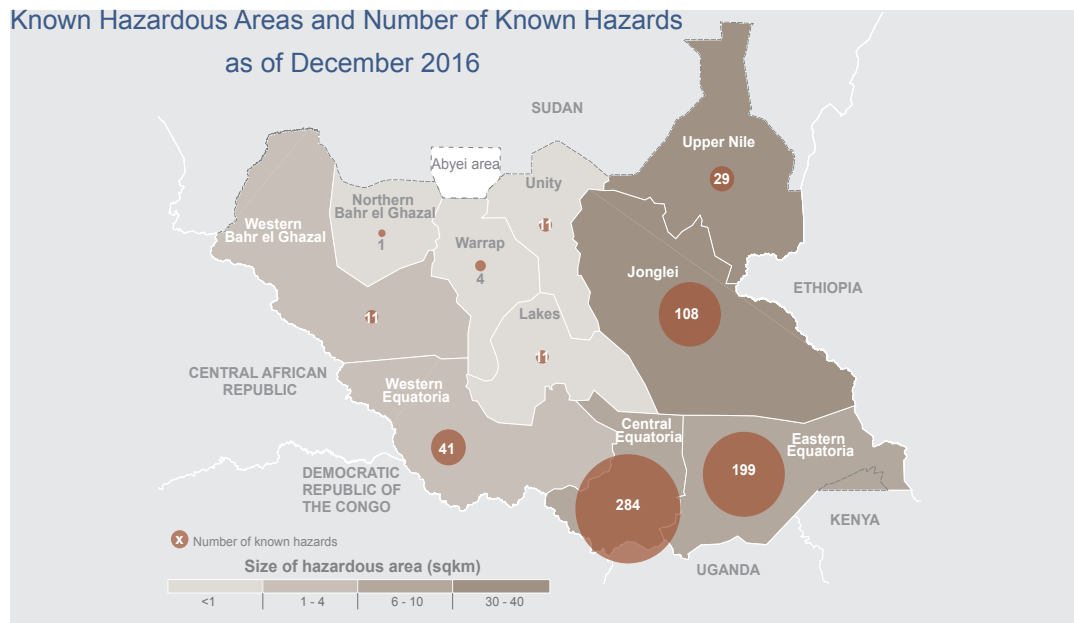 Known Hazardous Areas and Number of Known Hazards
as of December 2016
SUDAN
Upper Nile
29
Abyei area
Unity
11
Northern
Bahr el Ghazal
1
Western
Bahr el Ghazal
11
Warrap
4
Jonglei
108
ETHIOPIA
Lakes
11
CENTRAL AFRICAN
REPUBLIC
Western
Equatoria
41
Central
Equatoria
284
Eastern
Equatoria
199
DEMOCRATIC
REPUBLIC OF
THE CONGO
KENYA
UGANDA
x Number of known hazards
Size of hazardous area (sqkm)
<1 1 - 4 6 - 10 30 - 40